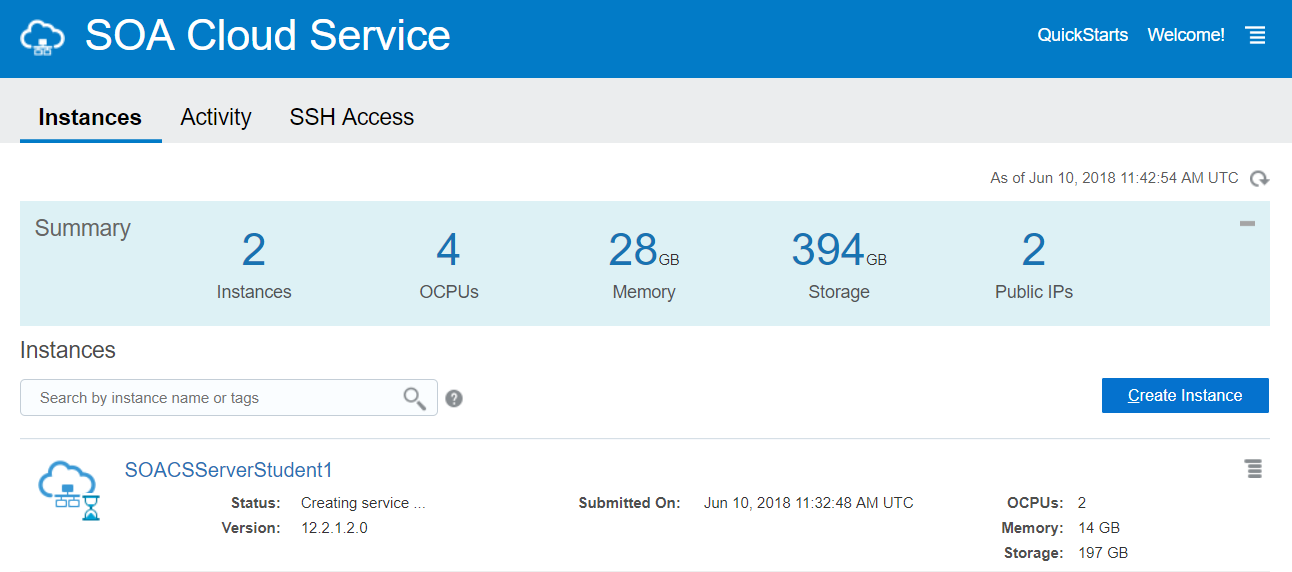 SOA Cloud Service
QuickStarts Welcome!
Instances Activity SSH Access
As of Jun 10, 2018 11:42:54 AM UTC
Summary
2 4 28GB 394GB 2
Instances OCPUs Memory Storage Public IPs
Instances
Search by instance name or tags ? Create Instance
SOACSServerStudent1
Status: Creating service ... Submitted On: Jun 10, 2018 11:32:48 AM UTC OCPUs: 2
Version: 12.2.1.2.0 Memory: 14 GB
Storage: 197 GB